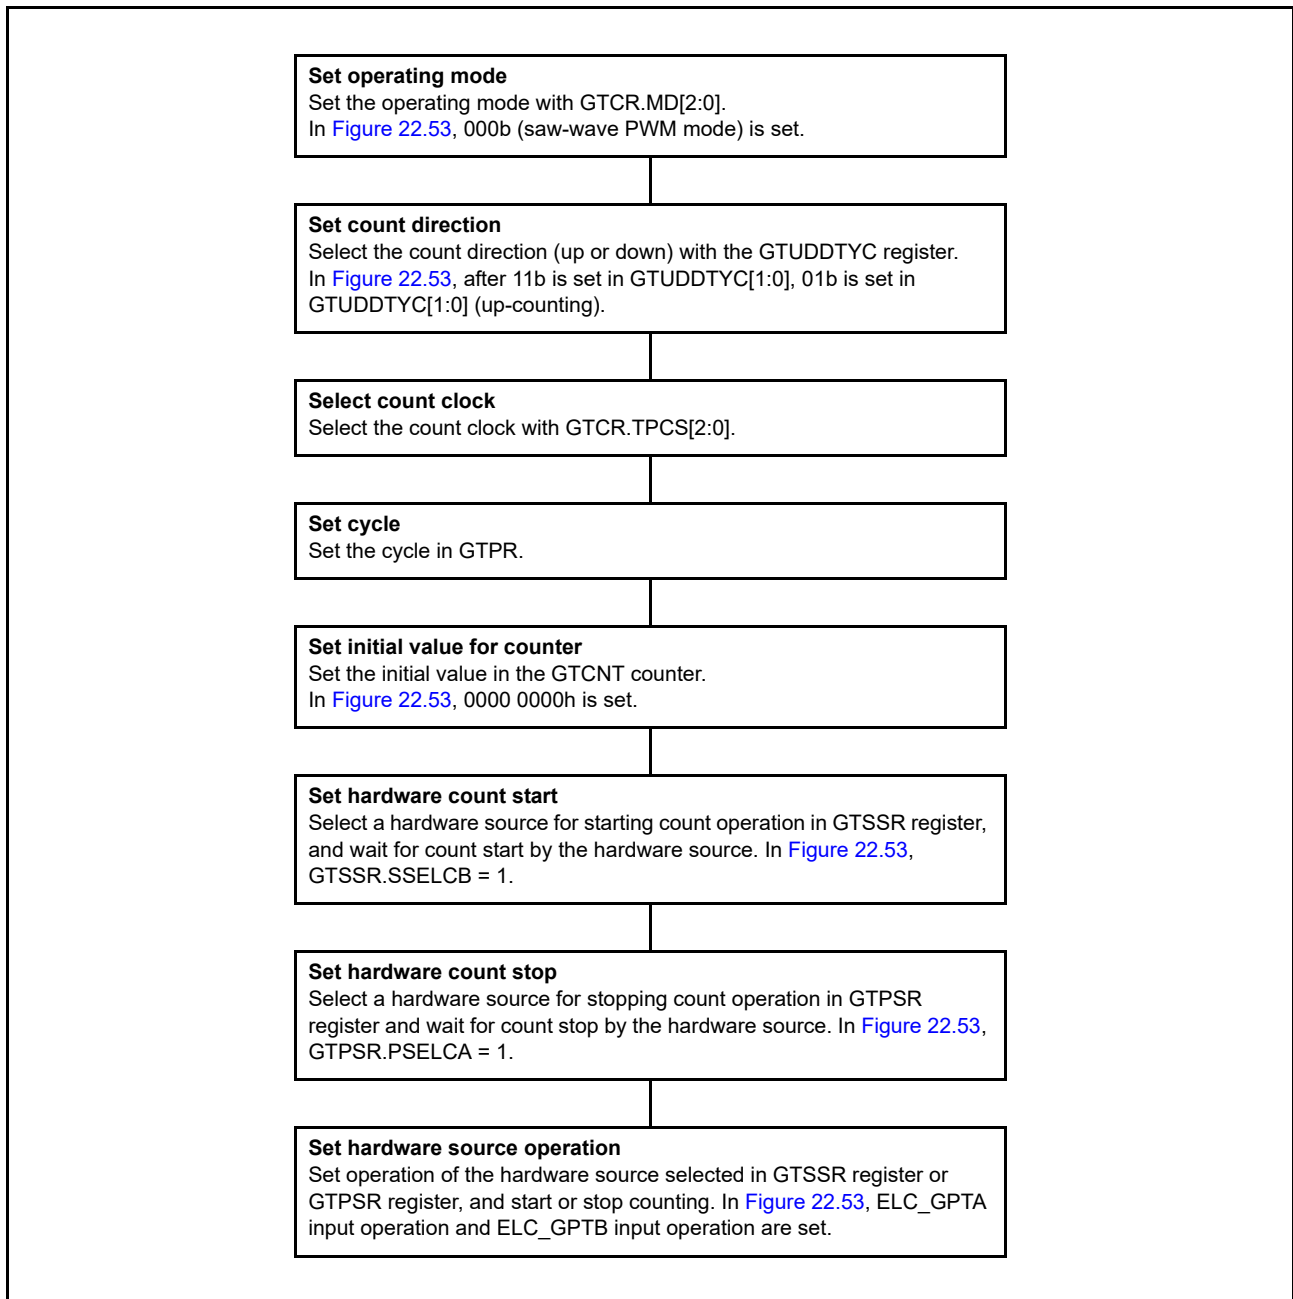 Set operating mode
Set the operating mode with GTCR.MD[2:0].
In Figure 22.53, 000b (saw-wave PWM mode) is set.
Set count direction
Select the count direction (up or down) with the GTUDDTYC register.
In Figure 22.53, after 11b is set in GTUDDTYC[1:0], 01b is set in
GTUDDTYC[1:0] (up-counting).
Select count clock
Select the count clock with GTCR.TPCS[2:0].
Set cycle
Set the cycle in GTPR.
Set initial value for counter
Set the initial value in the GTCNT counter.
In Figure 22.53, 0000 0000h is set.
Set hardware count start
Select a hardware source for starting count operation in GTSSR register,
and wait for count start by the hardware source. In Figure 22.53,
GTSSR.SSELCB = 1.
Set hardware count stop
Select a hardware source for stopping count operation in GTPSR
register and wait for count stop by the hardware source. In Figure 22.53,
GTPSR.PSELCA = 1.
Set hardware source operation
Set operation of the hardware source selected in GTSSR register or
GTPSR register, and start or stop counting. In Figure 22.53, ELC_GPTA
input operation and ELC_GPTB input operation are set.